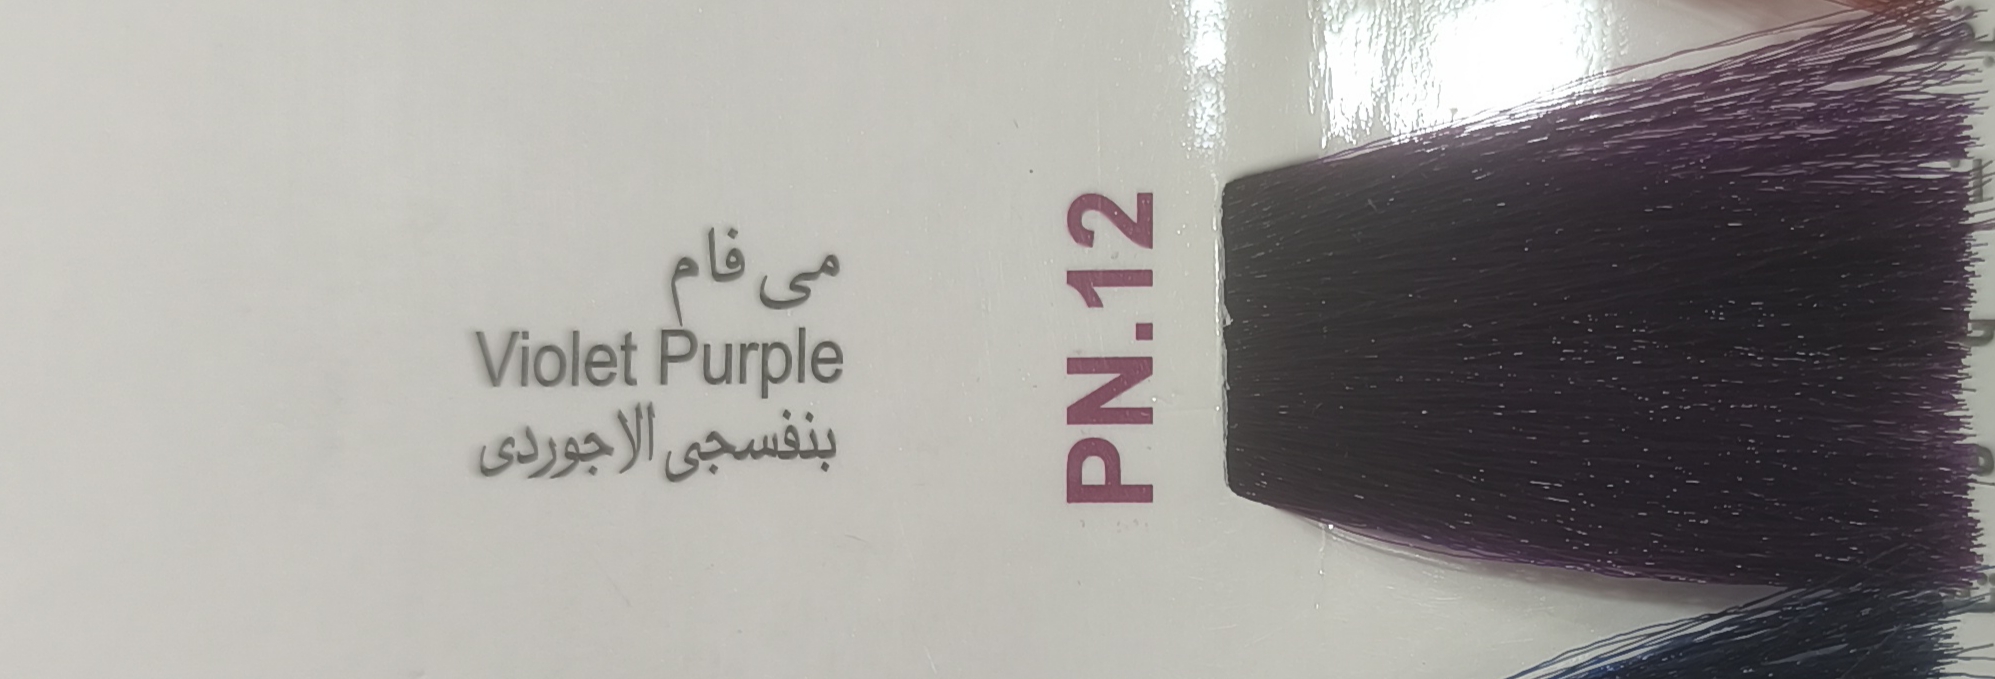 می فام
Violet Purple
بنفسجی الاجوردی
PN.12